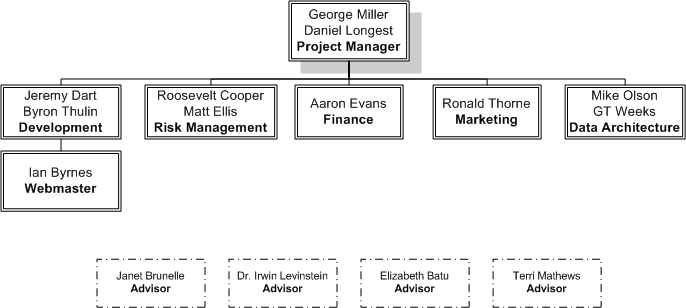 George Miller
Daniel Longest
Project Manager
Jeremy Dart
Byron Thulin
Development
Roosevelt Cooper
Matt Ellis
Risk Management
Aaron Evans
Finance
Ronald Thorne
Marketing
Mike Olson
GT Weeks
Data Architecture
Ian Byrnes
Webmaster
Janet Brunelle
Advisor
Dr. Irwin Levinstein
Advisor
Elizabeth Batu
Advisor
Terri Mathews
Advisor